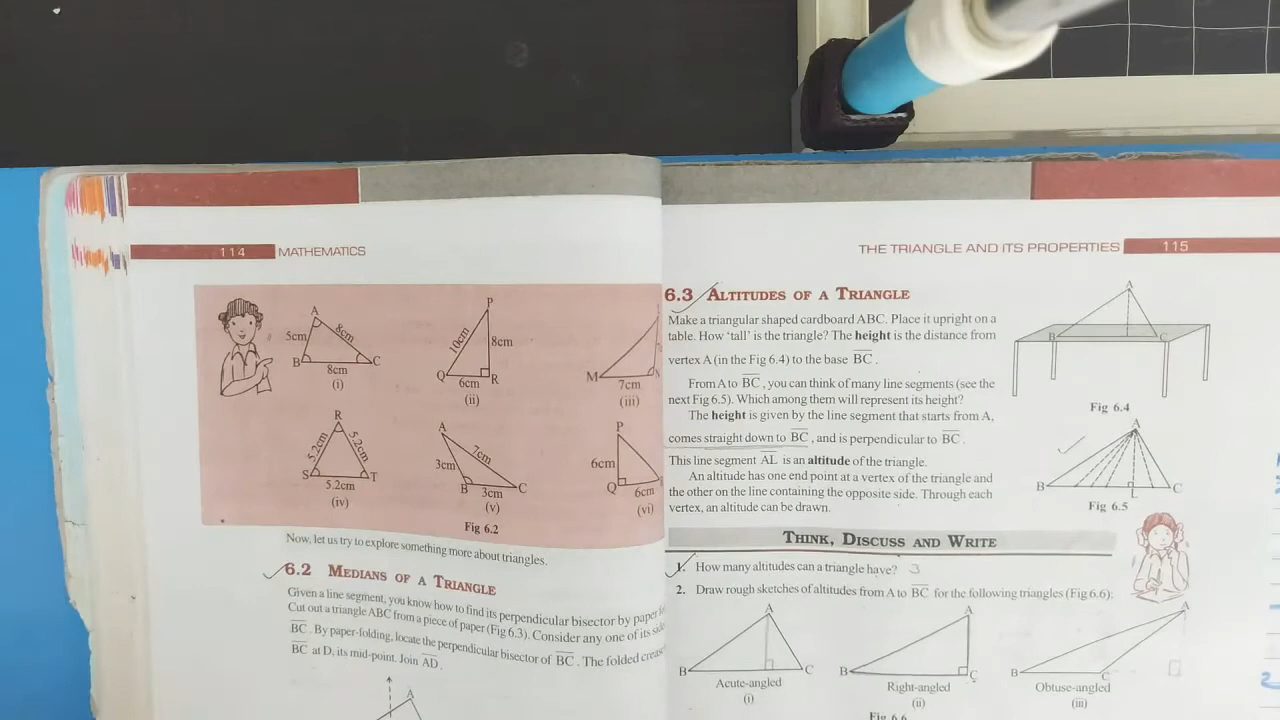 114 MATHEMATICS
A
5cm
8cm
B
8cm
C
(i)
P
10cm
8cm
Q
6cm
R
(ii)
M
7cm
(iii)
R
5.2cm
5.2cm
S
T
5.2cm
(iv)
A
3cm
7cm
B
3cm
C
(v)
P
6cm
Q
6cm
(vi)
Fig 6.2
Now, let us try to explore something more about triangles.
6.2 MEDIANS OF A TRIANGLE
Given a line segment, you know how to find its perpendicular bisector by paper
Cut out a triangle ABC from a piece of paper (Fig 6.3). Consider any one of its
BC. By paper-folding, locate the perpendicular bisector of BC. The folded
BC at D, its mid-point. Join AD.
A
THE TRIANGLE AND ITS PROPERTIES 115
6.3 ALTITUDES OF A TRIANGLE
Make a triangular shaped cardboard ABC. Place it upright on a
table. How 'tall' is the triangle? The height is the distance from
vertex A (in the Fig 6.4) to the base BC.
From A to BC, you can think of many line segments (see the
next Fig 6.5). Which among them will represent its height?
The height is given by the line segment that starts from A,
comes straight down to BC, and is perpendicular to BC.
This line segment AL is an altitude of the triangle.
An altitude has one end point at a vertex of the triangle and
the other on the line containing the opposite side. Through each
vertex, an altitude can be drawn.
A
B
C
Fig 6.4
A
B
L
C
Fig 6.5
THINK, DISCUSS AND WRITE
1. How many altitudes can a triangle have? 3
2. Draw rough sketches of altitudes from A to BC for the following triangles (Fig 6.6):
A
B
C
Acute-angled
(i)
A
B
C
Right-angled
(ii)
A
B
C
Obtuse-angled
(iii)
Fig 6.6